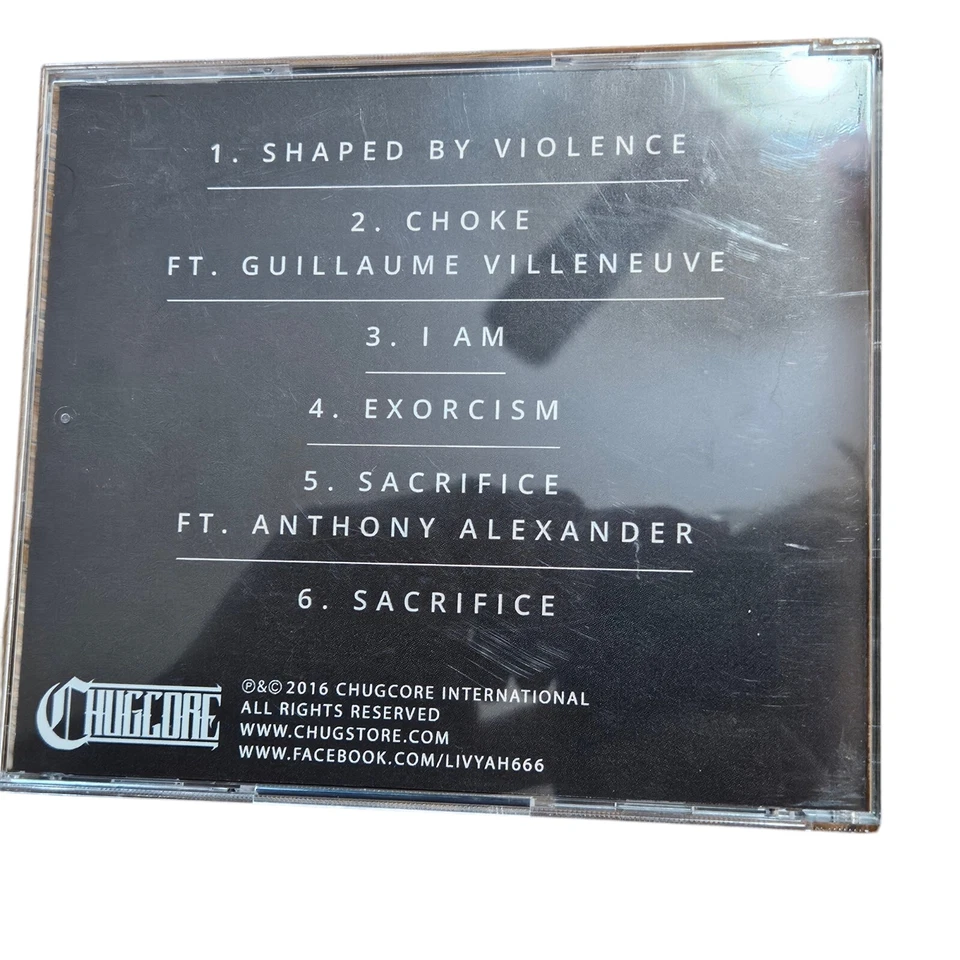 1. SHAPED BY VIOLENCE
2. CHOKE
FT. GUILLAUME VILLENEUVE
3. I AM
4. EXORCISM
5. SACRIFICE
FT. ANTHONY ALEXANDER
6. SACRIFICE
CHUGCORE
℗&© 2016 CHUGCORE INTERNATIONAL
ALL RIGHTS RESERVED
WWW.CHUGSTORE.COM
WWW.FACEBOOK.COM/LIVYAH666